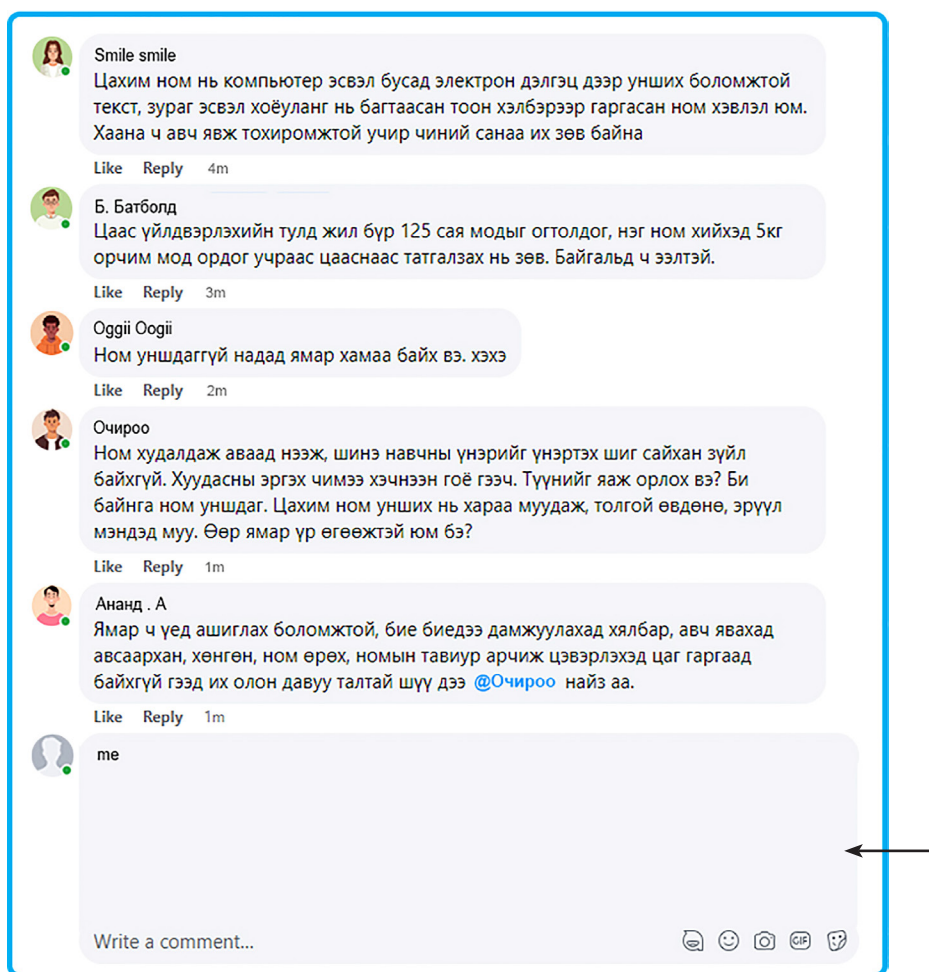 Smile smile
Цахим ном нь компьютер эсвэл бусад электрон дэлгэц дээр унших боломжтой
текст, зураг эсвэл хоёуланг нь багтаасан тоон хэлбэрээр гаргасан ном хэвлэл юм.
Хаана ч авч явж тохиромжтой учир чиний санаа их зөв байна
Like Reply 4m
Б. Батболд
Цаас үйлдвэрлэхийн тулд жил бүр 125 сая модыг огтолдог, нэг ном хийхэд 5кг
орчим мод ордог учраас цааснаас татгалзах нь зөв. Байгальд ч ээлтэй.
Like Reply 3m
Oggii Oogii
Ном уншдаггүй надад ямар хамаа байх вэ. хэхэ
Like Reply 2m
Очироо
Ном худалдаж аваад нээж, шинэ навчны үнэрийг үнэртэх шиг сайхан зүйл
байхгүй. Хуудасны эргэх чимээ хэчнээн гоё гээч. Түүнийг яаж орлох вэ? Би
байнга ном уншдаг. Цахим ном унших нь хараа муудаж, толгой өвдөнө, эрүүл
мэндэд муу. Өөр ямар үр өгөөжтэй юм бэ?
Like Reply 1m
Ананд . А
Ямар ч үед ашиглах боломжтой, бие биедээ дамжуулахад хялбар, авч явахад
авсаархан, хөнгөн, ном өрөх, номын тавиур арчиж цэвэрлэхэд цаг гаргаад
байхгүй гээд их олон давуу талтай шүү дээ @Очироо найз аа.
Like Reply 1m
me
Write a comment...
GIF